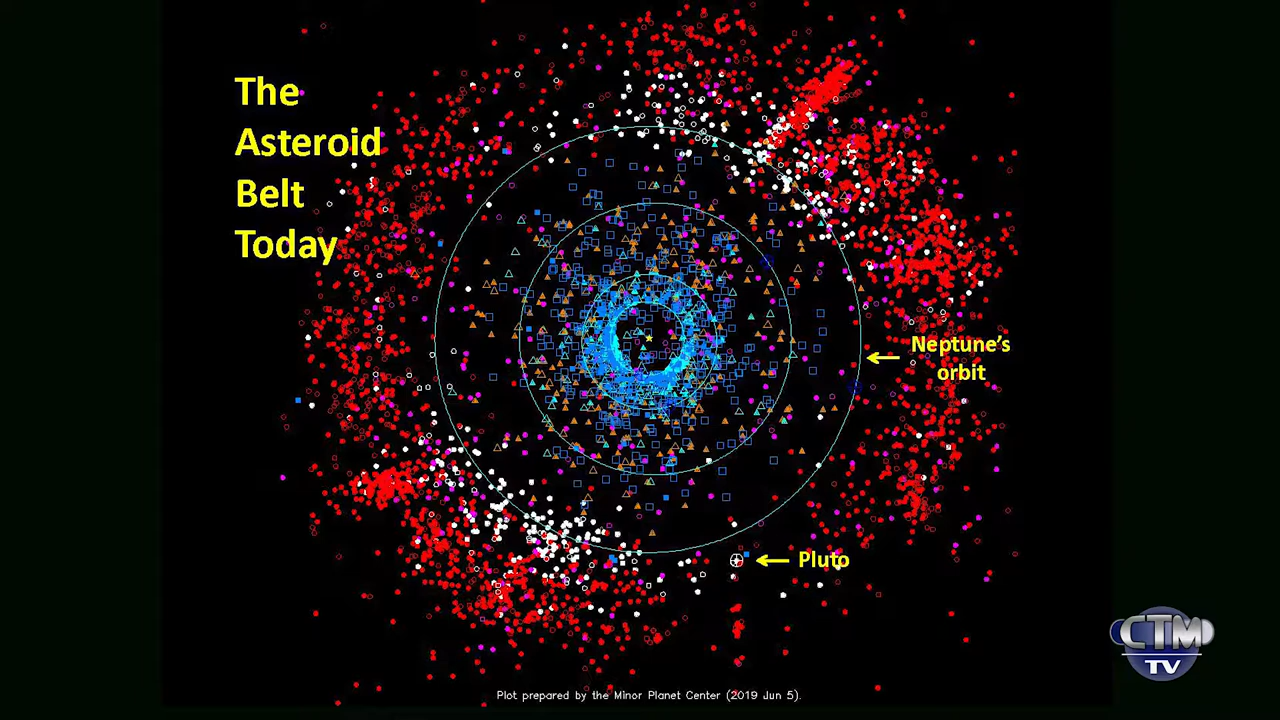 The
Asteroid
Belt
Today
Neptune's
orbit
Pluto
CTM
TV
Plot prepared by the Minor Planet Center (2019 Jun 5).